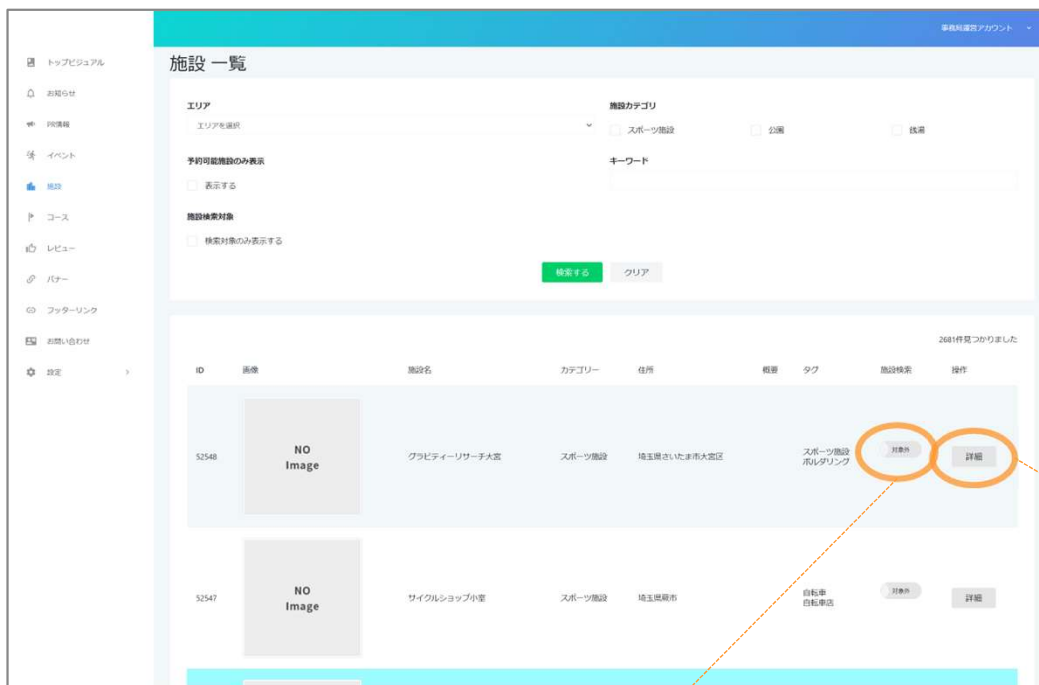 事務局運営アカウント
トップビジュアル
お知らせ
PR情報
イベント
施設
コース
レビュー
バナー
フッターリンク
お問い合わせ
設定
施設 一覧
エリア
エリアを選択
施設カテゴリ
スポーツ施設 公園 銭湯
予約可能施設のみ表示
表示する
キーワード
施設検索対象
検索対象のみ表示する
検索する クリア
2681件見つかりました
ID 画像 施設名 カテゴリー 住所 概要 タグ 施設検索 操作
52548 NO Image グラビティーリサーチ大宮 スポーツ施設 埼玉県さいたま市大宮区 スポーツ施設 ボルダリング 対象外 詳細
52547 NO Image サイクルショップ小室 スポーツ施設 埼玉県蕨市 自転車 自転車店 対象外 詳細